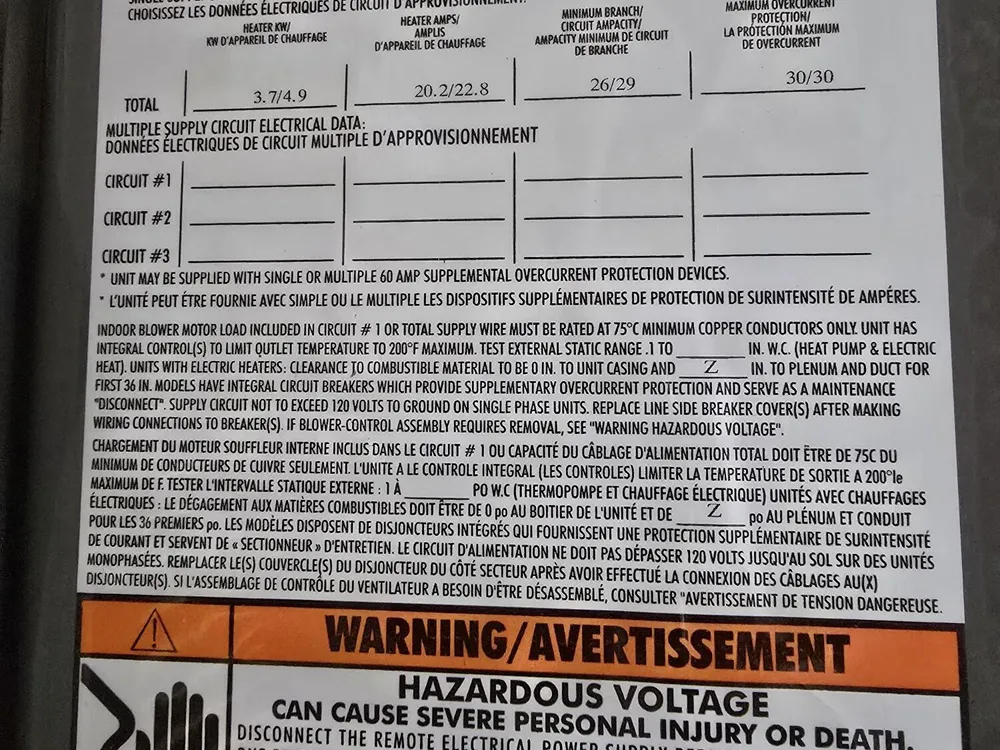 CHOISISSEZ LES DONNÉES ÉLECTRIQUES DE CIRCUIT D'APPROVISIONNEMENT:
HEATER KW/
KW D'APPAREIL DE CHAUFFAGE
HEATER AMPS/
AMPLIS
D'APPAREIL DE CHAUFFAGE
MINIMUM BRANCH/
CIRCUIT AMPACITY/
AMPACITY MINIMUM DE CIRCUIT
DE BRANCHE
MAXIMUM OVERCURRENT
PROTECTION/
LA PROTECTION MAXIMUM
DE OVERCURRENT
TOTAL 3.7/4.9 20.2/22.8 26/29 30/30
MULTIPLE SUPPLY CIRCUIT ELECTRICAL DATA:
DONNÉES ÉLECTRIQUES DE CIRCUIT MULTIPLE D'APPROVISIONNEMENT
CIRCUIT #1
CIRCUIT #2
CIRCUIT #3
* UNIT MAY BE SUPPLIED WITH SINGLE OR MULTIPLE 60 AMP SUPPLEMENTAL OVERCURRENT PROTECTION DEVICES.
* L'UNITÉ PEUT ÉTRE FOURNIE AVEC SIMPLE OU LE MULTIPLE LES DISPOSITIFS SUPPLÉMENTAIRES DE PROTECTION DE SURINTENSITÉ DE AMPÉRES.
INDOOR BLOWER MOTOR LOAD INCLUDED IN CIRCUIT # 1 OR TOTAL SUPPLY WIRE MUST BE RATED AT 75°C MINIMUM COPPER CONDUCTORS ONLY. UNIT HAS
INTEGRAL CONTROL(S) TO LIMIT OUTLET TEMPERATURE TO 200°F MAXIMUM. TEST EXTERNAL STATIC RANGE .1 TO ______ IN. W.C. (HEAT PUMP & ELECTRIC
HEAT). UNITS WITH ELECTRIC HEATERS: CLEARANCE TO COMBUSTIBLE MATERIAL TO BE 0 IN. TO UNIT CASING AND Z IN. TO PLENUM AND DUCT FOR
FIRST 36 IN. MODELS HAVE INTEGRAL CIRCUIT BREAKERS WHICH PROVIDE SUPPLEMENTARY OVERCURRENT PROTECTION AND SERVE AS A MAINTENANCE
"DISCONNECT". SUPPLY CIRCUIT NOT TO EXCEED 120 VOLTS TO GROUND ON SINGLE PHASE UNITS. REPLACE LINE SIDE BREAKER COVER(S) AFTER MAKING
WIRING CONNECTIONS TO BREAKER(S). IF BLOWER-CONTROL ASSEMBLY REQUIRES REMOVAL, SEE "WARNING HAZARDOUS VOLTAGE".
CHARGEMENT DU MOTEUR SOUFFLEUR INTERNE INCLUS DANS LE CIRCUIT # 1 OU CAPACITÉ DU CÂBLAGE D'ALIMENTATION TOTAL DOIT ÊTRE DE 75C DU
MINIMUM DE CONDUCTEURS DE CUIVRE SEULEMENT. L'UNITE A LE CONTROLE INTEGRAL (LES CONTROLES) LIMITER LA TEMPERATURE DE SORTIE A 200°le
MAXIMUM DE F. TESTER L'INTERVALLE STATIQUE EXTERNE : 1 À ______ PO W.C (THERMOPOMPE ET CHAUFFAGE ÉLECTRIQUE) UNITÉS AVEC CHAUFFAGES
ÉLECTRIQUES : LE DÉGAGEMENT AUX MATIÈRES COMBUSTIBLES DOIT ÊTRE DE 0 po AU BOITIER DE L'UNITÉ ET DE Z po AU PLÉNUM ET CONDUIT
POUR LES 36 PREMIERS po. LES MODÈLES DISPOSENT DE DISJONCTEURS INTÉGRÉS QUI FOURNISSENT UNE PROTECTION SUPPLÉMENTAIRE DE SURINTENSITÉ
DE COURANT ET SERVENT DE « SECTIONNEUR » D'ENTRETIEN. LE CIRCUIT D'ALIMENTATION NE DOIT PAS DÉPASSER 120 VOLTS JUSQU'AU SOL SUR DES UNITÉS
MONOPHASÉES. REMPLACER LE(S) COUVERCLE(S) DU DISJONCTEUR DU CÔTÉ SECTEUR APRÈS AVOIR EFFECTUÉ LA CONNEXION DES CÂBLAGES AU(X)
DISJONCTEUR(S). SI L'ASSEMBLAGE DE CONTRÔLE DU VENTILATEUR A BESOIN D'ÊTRE DÉSASSEMBLÉ, CONSULTER "AVERTISSEMENT DE TENSION DANGEREUSE.
WARNING/AVERTISSEMENT
HAZARDOUS VOLTAGE
CAN CAUSE SEVERE PERSONAL INJURY OR DEATH
DISCONNECT THE REMOTE ELECTRICAL POWER SUPPLY